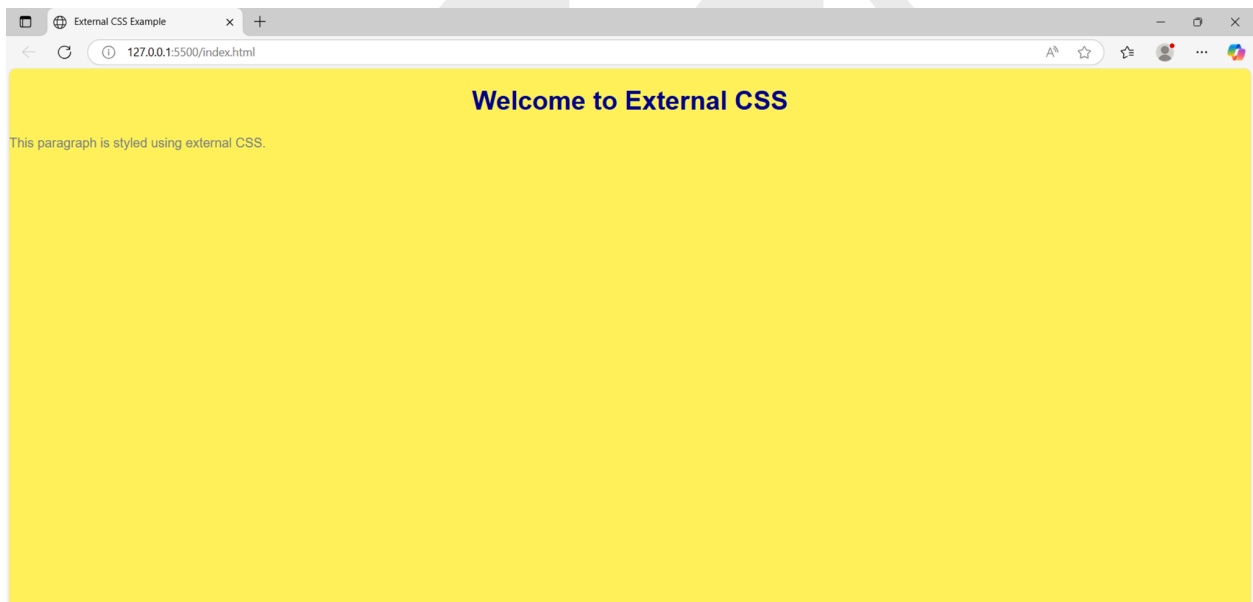 External CSS Example
127.0.0.1:5500/index.html
Welcome to External CSS
This paragraph is styled using external CSS.